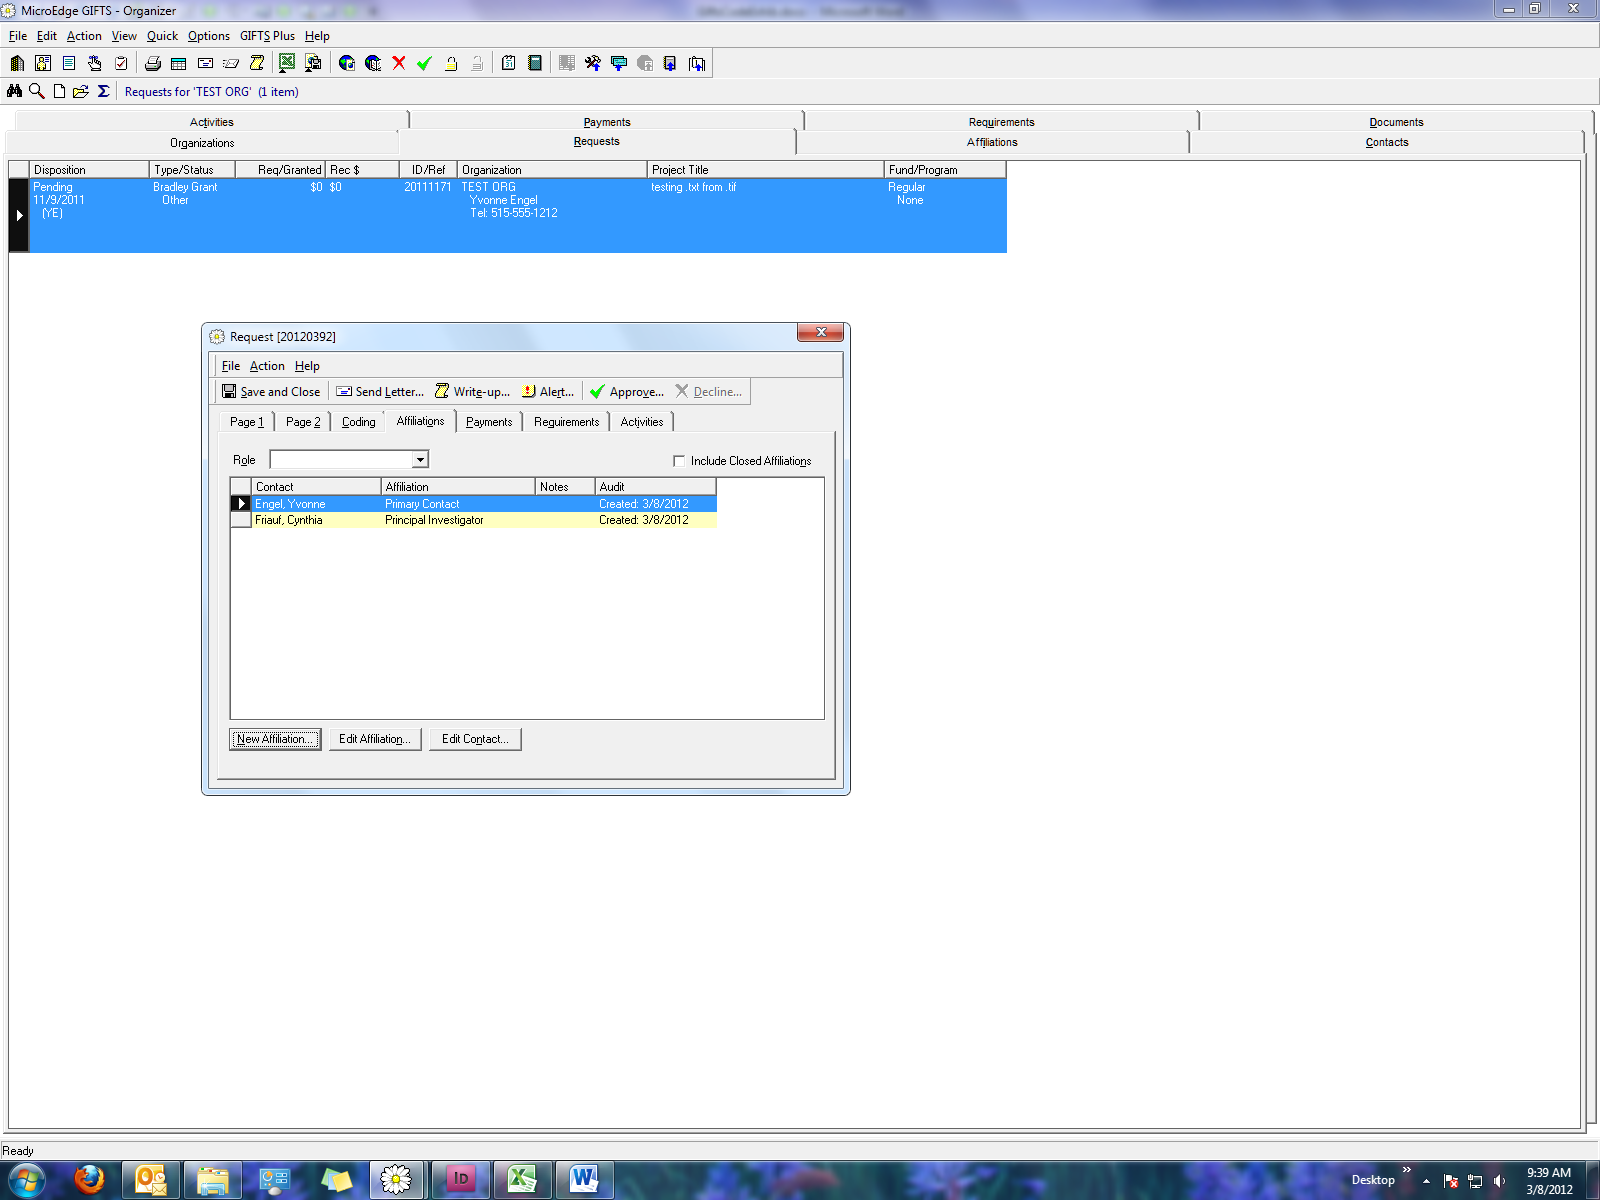 MicroEdge GIFTS - Organizer
File Edit Action View Quick Options GIFTS Plus Help
Requests for 'TEST ORG' (1 item)
Activities Payments Requirements Documents
Organizations Requests Affiliations Contacts
Disposition Type/Status Req/Granted Rec $ ID/Ref Organization Project Title Fund/Program
Pending Bradley Grant $0 $0 20111171 TEST ORG testing .txt from .tif Regular
11/9/2011 Other Yvonne Engel None
(YE) Tel: 515-555-1212
Request [20120392]
File Action Help
Save and Close Send Letter... Write-up... Alert... Approve... Decline...
Page 1 Page 2 Coding Affiliations Payments Requirements Activities
Role Include Closed Affiliations
Contact Affiliation Notes Audit
Engel, Yvonne Primary Contact Created: 3/8/2012
Friauf, Cynthia Principal Investigator Created: 3/8/2012
New Affiliation... Edit Affiliation... Edit Contact...
Ready
Desktop » 9:39 AM
3/8/2012